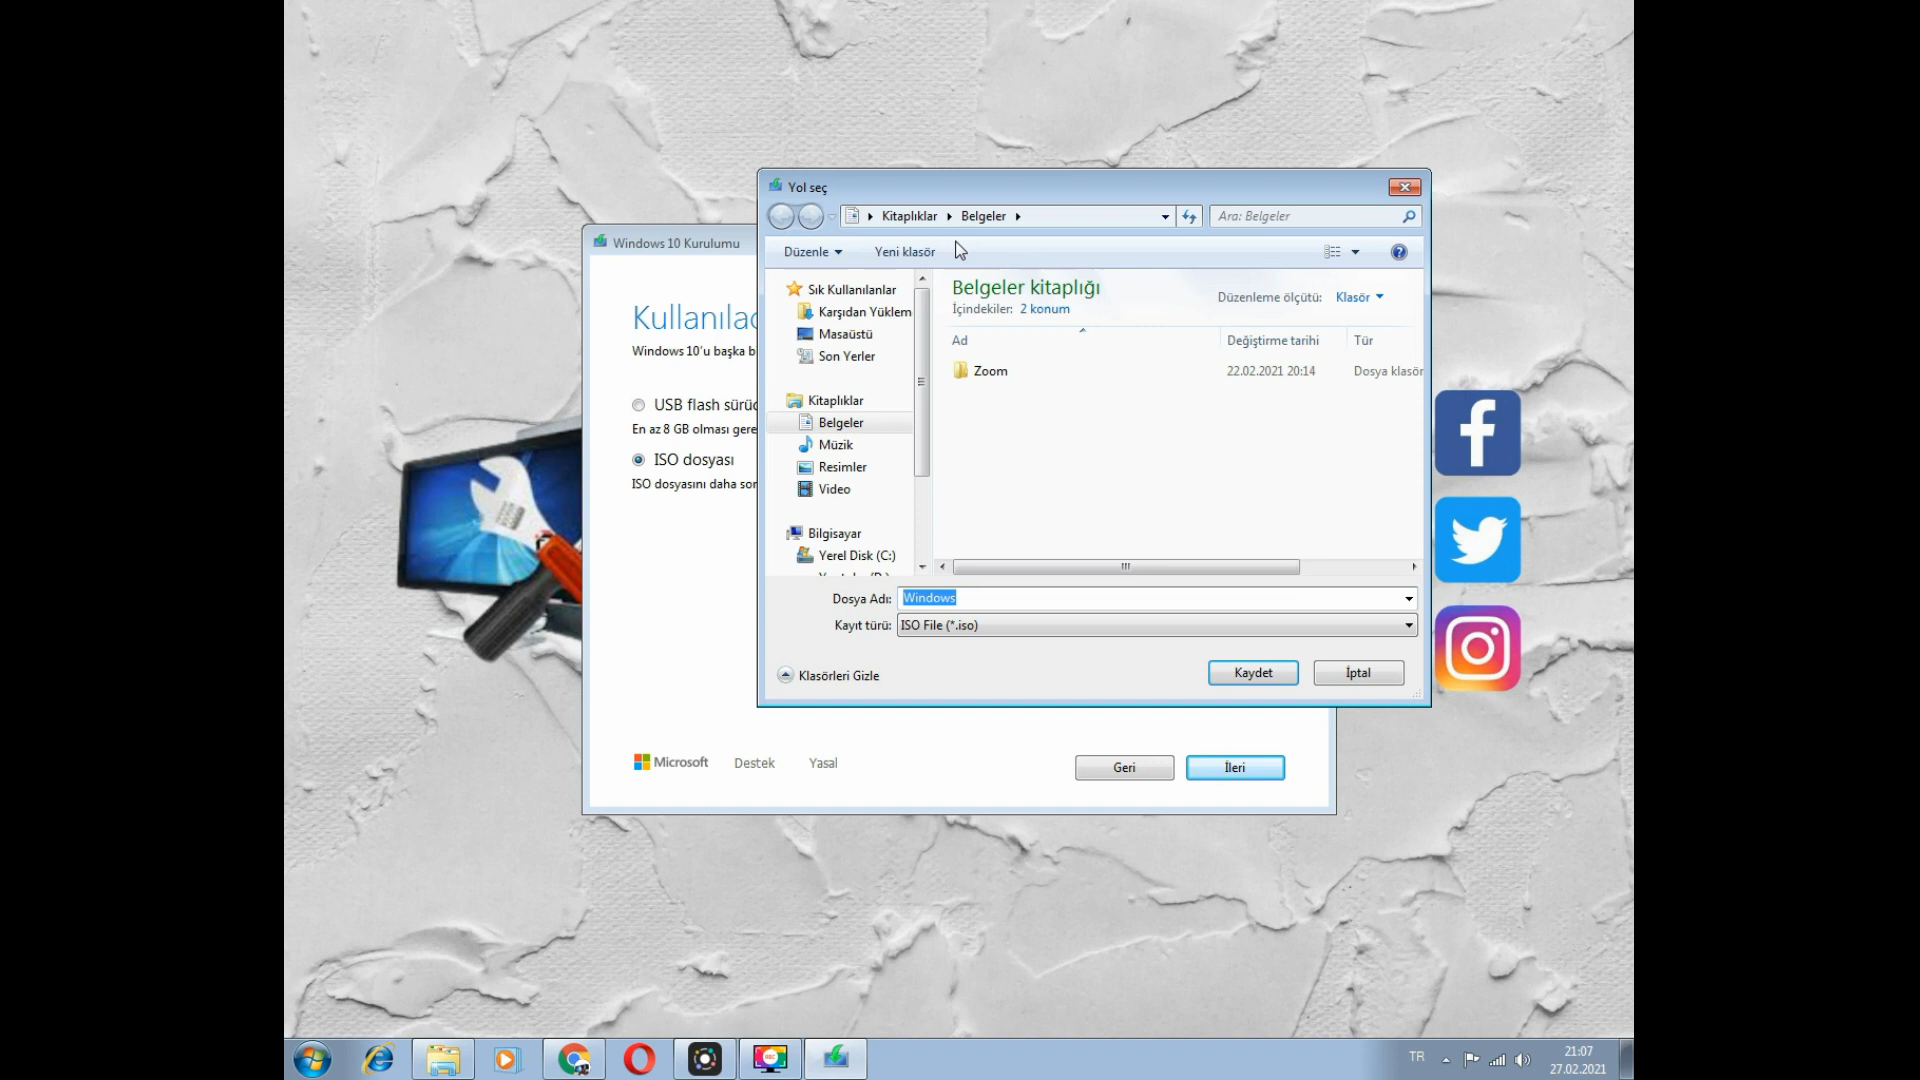 Yol seç
Kitaplıklar Belgeler
Ara: Belgeler
Düzenle Yeni klasör
Sık Kullanılanlar
Karşıdan Yüklem
Masaüstü
Son Yerler
Kitaplıklar
Belgeler
Müzik
Resimler
Video
Bilgisayar
Yerel Disk (C:)
Belgeler kitaplığı
İçindekiler: 2 konum
Düzenleme ölçütü: Klasör
Ad Değiştirme tarihi Tür
Zoom 22.02.2021 20:14 Dosya klasör
Dosya Adı: Windows
Kayıt türü: ISO File (*.iso)
Klasörleri Gizle
Kaydet İptal
Windows 10 Kurulumu
Kullanılac
Windows 10'u başka b
USB flash sürüc
En az 8 GB olması gere
ISO dosyası
ISO dosyasını daha sor
Microsoft Destek Yasal
Geri İleri
TR
21:07
27.02.2021